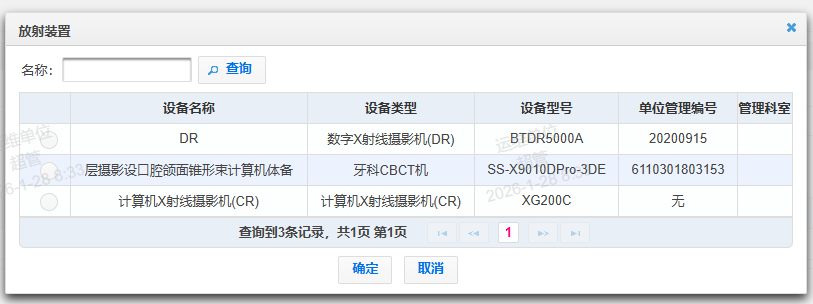 放射装置
名称：
查询
设备名称 设备类型 设备型号 单位管理编号 管理科室
DR 数字X射线摄影机(DR) BTDR5000A 20200915
层摄影设口腔颌面锥形束计算机体备 牙科CBCT机 SS-X9010DPro-3DE 6110301803153
计算机X射线摄影机(CR) 计算机X射线摄影机(CR) XG200C 无
查询到3条记录，共1页 第1页 1
确定 取消
运维单位
超管
2026-1-28 8:33